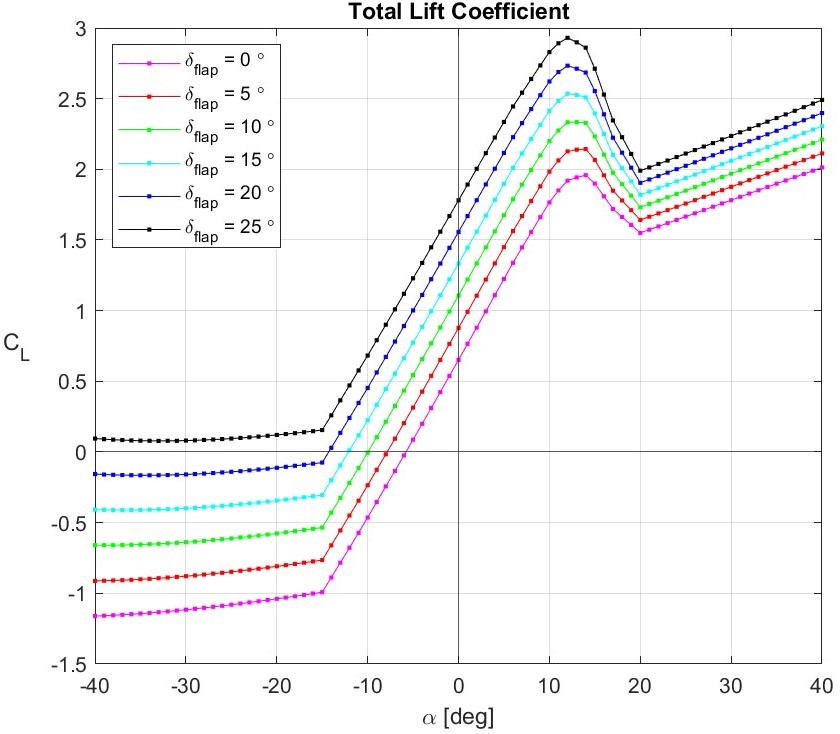 Total Lift Coefficient
δflap = 0 °
δflap = 5 °
δflap = 10 °
δflap = 15 °
δflap = 20 °
δflap = 25 °
3
2.5
2
1.5
1
0.5
0
-0.5
-1
-1.5
CL
-40
-30
-20
-10
0
10
20
30
40
α [deg]